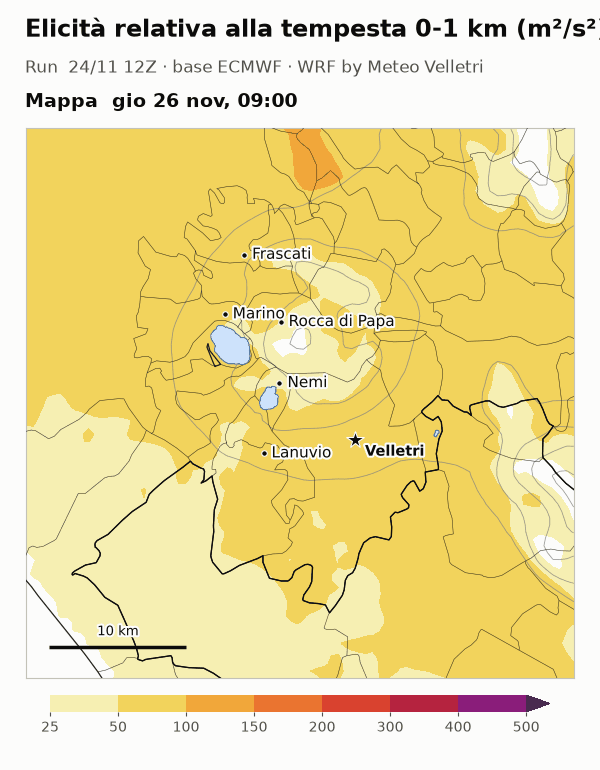 Elicità relativa alla tempesta 0-1 km (m²/s²)
Run 24/11 12Z · base ECMWF · WRF by Meteo Velletri
Mappa gio 26 nov, 09:00
Frascati
Marino
Rocca di Papa
Nemi
Velletri
Lanuvio
10 km
25 50 100 150 200 300 400 500